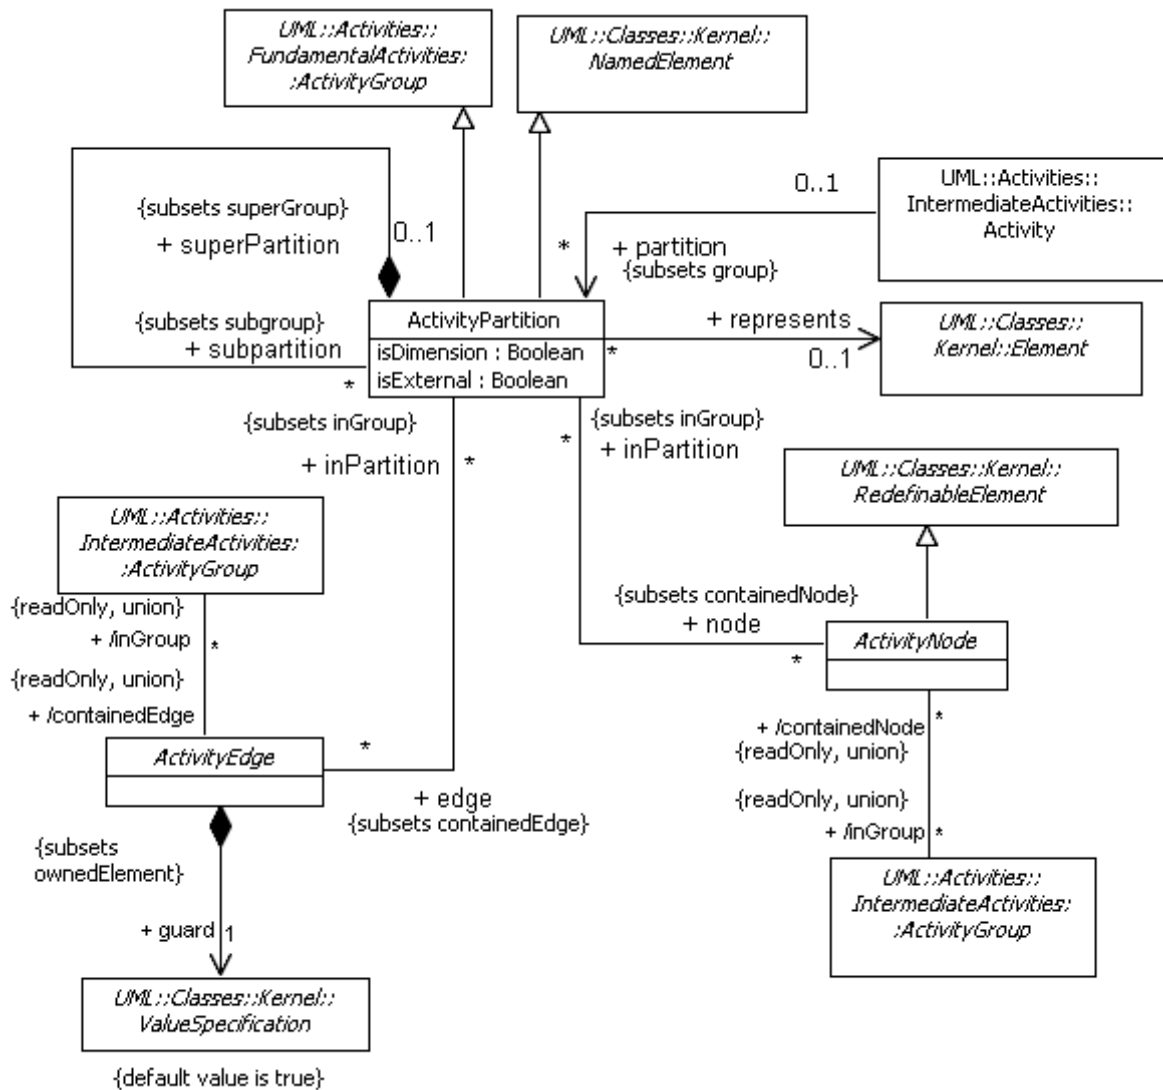 UML::Activities::
FundamentalActivities:
:ActivityGroup
UML::Classes::Kernel::
NamedElement
{subsets superGroup}
+ superPartition
0..1
0..1
UML::Activities::
IntermediateActivities::
Activity
*
+ partition
{subsets group}
{subsets subgroup}
+ subpartition
*
ActivityPartition
isDimension : Boolean
isExternal : Boolean
+ represents
*
0..1
UML::Classes::
Kernel::Element
{subsets inGroup}
+ inPartition
*
{subsets inGroup}
*
+ inPartition
UML::Classes::Kernel::
RedefinableElement
UML::Activities::
IntermediateActivities:
:ActivityGroup
{readOnly, union}
+ /inGroup
*
{readOnly, union}
+ /containedEdge
{subsets containedNode}
+ node
*
ActivityNode
ActivityEdge
*
+ edge
{subsets containedEdge}
+ /containedNode
*
{readOnly, union}
{readOnly, union}
+ /inGroup
*
{subsets
ownedElement}
+ guard
1
UML::Activities::
IntermediateActivities:
:ActivityGroup
UML::Classes::Kernel::
ValueSpecification
{default value is true}